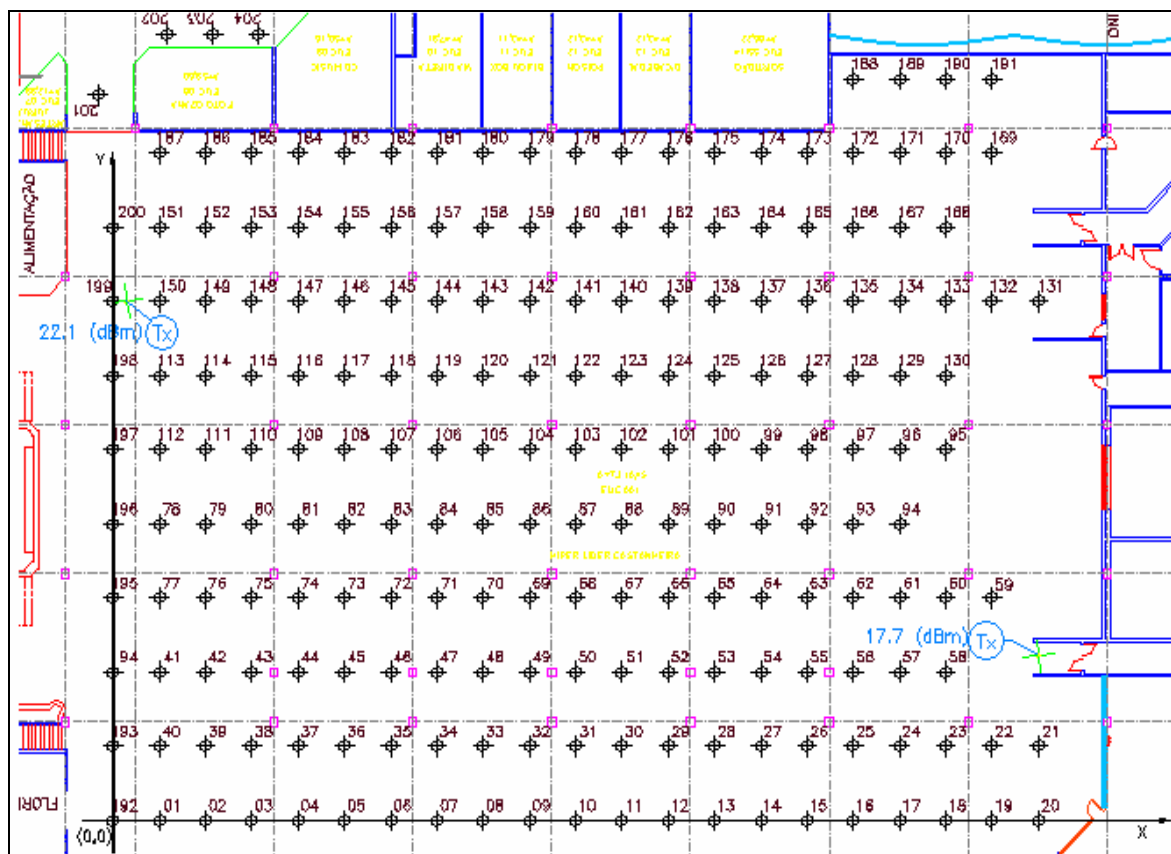 202 203 204
201
DNI
188 189 190 191
187 186 185 184 183 182 181 180 179 178 177 176 175 174 173 172 171 170 169
Y
ALIMENTAÇÃO
200 151 152 153 154 155 156 157 158 159 160 161 162 163 164 165 166 167 168
199 150 149 148 147 146 145 144 143 142 141 140 139 138 137 136 135 134 133 132 131
22.1 (dBm) Tx
198 113 114 115 116 117 118 119 120 121 122 123 124 125 126 127 128 129 130
197 112 111 110 109 108 107 106 105 104 103 102 101 100 99 98 97 96 95
196 78 79 80 81 82 83 84 85 86 87 88 89 90 91 92 93 94
HIPER LIDER CASTANHEIRO
195 77 76 75 74 73 72 71 70 69 68 67 66 65 64 63 62 61 60 59
17.7 (dBm) Tx
94 41 42 43 44 45 46 47 48 49 50 51 52 53 54 55 56 57 58
193 40 39 38 37 36 35 34 33 32 31 30 29 28 27 26 25 24 23 22 21
FLORI
192 01 02 03 04 05 06 07 08 09 10 11 12 13 14 15 16 17 18 19 20
(0,0) X